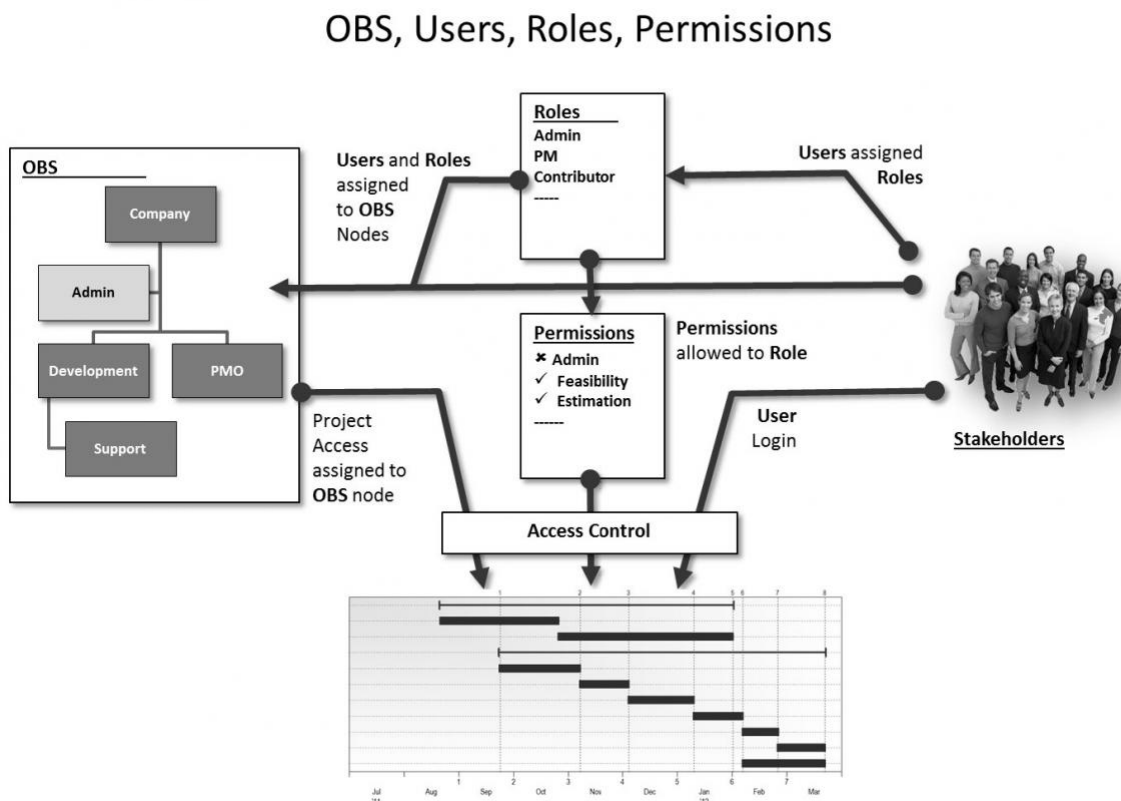 OBS, Users, Roles, Permissions
OBS
Company
Admin
Development
PMO
Support
Users and Roles
assigned
to OBS
Nodes
Roles
Admin
PM
Contributor
-----
Users assigned
Roles
Permissions
✘ Admin
✓ Feasibility
✓ Estimation
------
Permissions
allowed to Role
Project
Access
assigned to
OBS node
User
Login
Stakeholders
Access Control
1 2 3 4 5 6 7 8
1 2 3 4 5 6 7
Jul Aug Sep Oct Nov Dec Jan Feb Mar